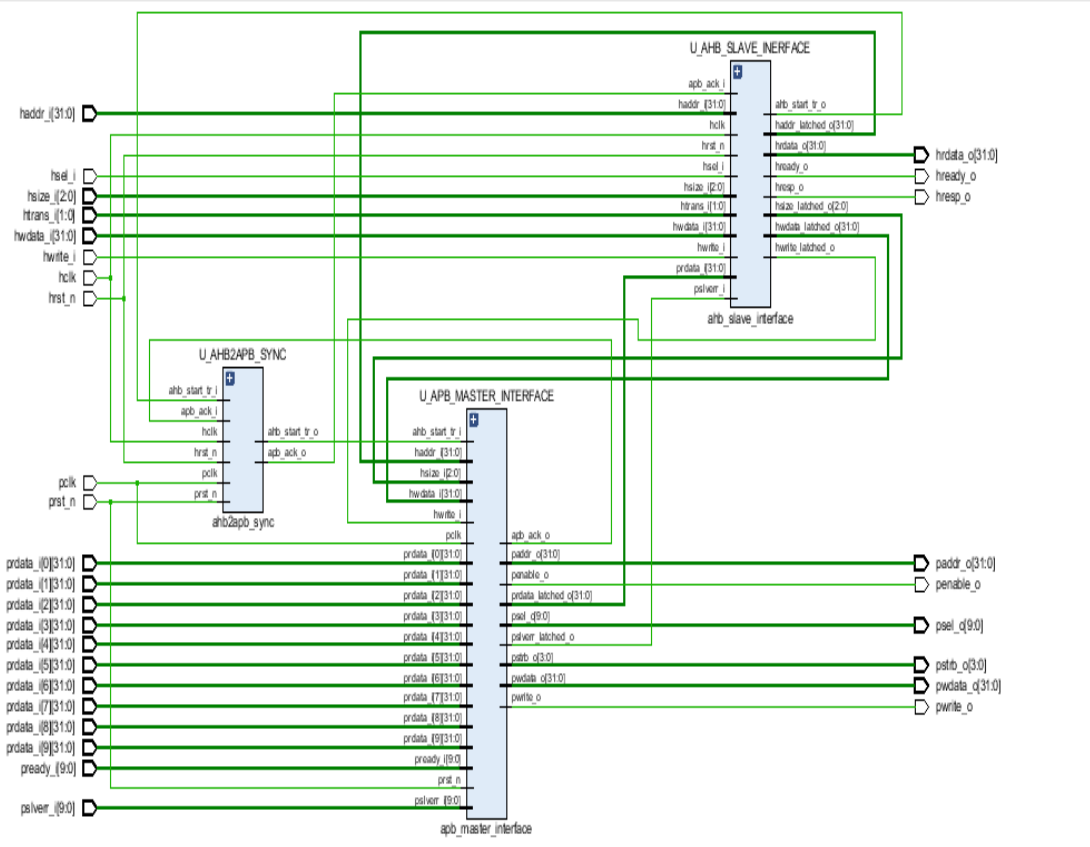 U_AHB_SLAVE_INERFACE
apb_ack_i
haddr_i[31:0]
hclk
hrst_n
hsel_i
hsize_i[2:0]
htrans_i[1:0]
hwdata_i[31:0]
hwrite_i
prdata_i[31:0]
pslverr_i
ahb_start_tr_o
haddr_latched_o[31:0]
hrdata_o[31:0]
hready_o
hresp_o
hsize_latched_o[2:0]
hwdata_latched_o[31:0]
hwrite_latched_o
ahb_slave_interface
haddr_i[31:0]
hsel_i
hsize_i[2:0]
htrans_i[1:0]
hwdata_i[31:0]
hwrite_i
hclk
hrst_n
hrdata_o[31:0]
hready_o
hresp_o
U_AHB2APB_SYNC
ahb_start_tr_i
apb_ack_i
hclk
hrst_n
pclk
prst_n
ahb_start_tr_o
apb_ack_o
ahb2apb_sync
pclk
prst_n
U_APB_MASTER_INTERFACE
ahb_start_tr_i
haddr_i[31:0]
hsize_i[2:0]
hwdata_i[31:0]
hwrite_i
pclk
prdata_i[0][31:0]
prdata_i[1][31:0]
prdata_i[2][31:0]
prdata_i[3][31:0]
prdata_i[4][31:0]
prdata_i[5][31:0]
prdata_i[6][31:0]
prdata_i[7][31:0]
prdata_i[8][31:0]
prdata_i[9][31:0]
pready_i[9:0]
prst_n
pslverr_i[9:0]
apb_ack_o
paddr_o[31:0]
penable_o
prdata_latched_o[31:0]
psel_o[9:0]
pslverr_latched_o
pstrb_o[3:0]
pwdata_o[31:0]
pwrite_o
apb_master_interface
prdata_i[0][31:0]
prdata_i[1][31:0]
prdata_i[2][31:0]
prdata_i[3][31:0]
prdata_i[4][31:0]
prdata_i[5][31:0]
prdata_i[6][31:0]
prdata_i[7][31:0]
prdata_i[8][31:0]
prdata_i[9][31:0]
pready_i[9:0]
pslverr_i[9:0]
paddr_o[31:0]
penable_o
psel_o[9:0]
pstrb_o[3:0]
pwdata_o[31:0]
pwrite_o